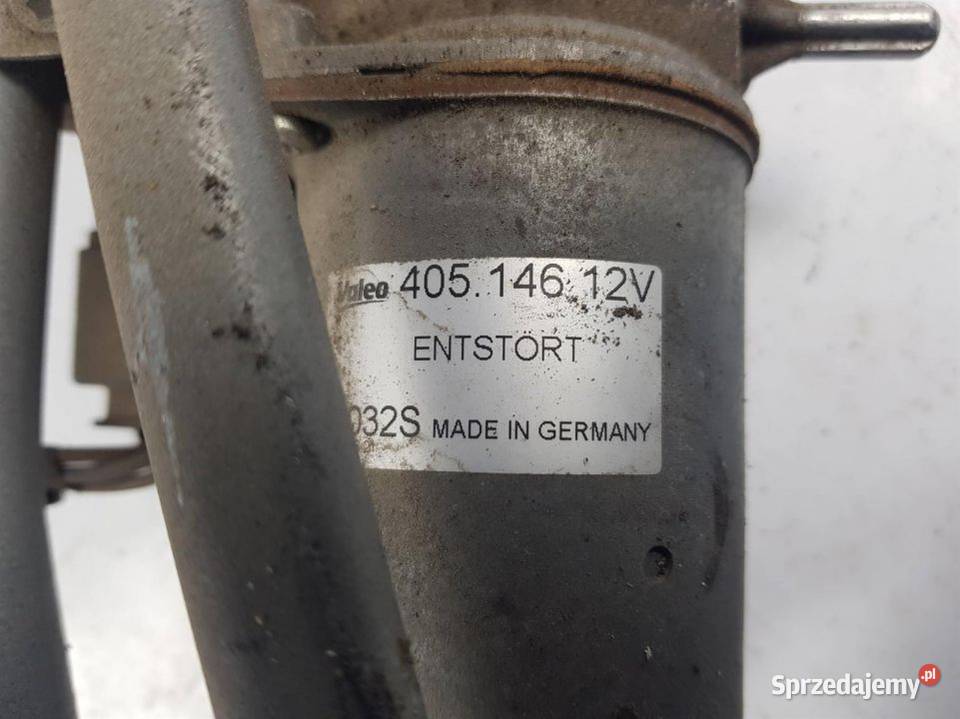 Valeo 405.146 12V
ENTSTÖRT
032S MADE IN GERMANY
Sprzedajemy.pl